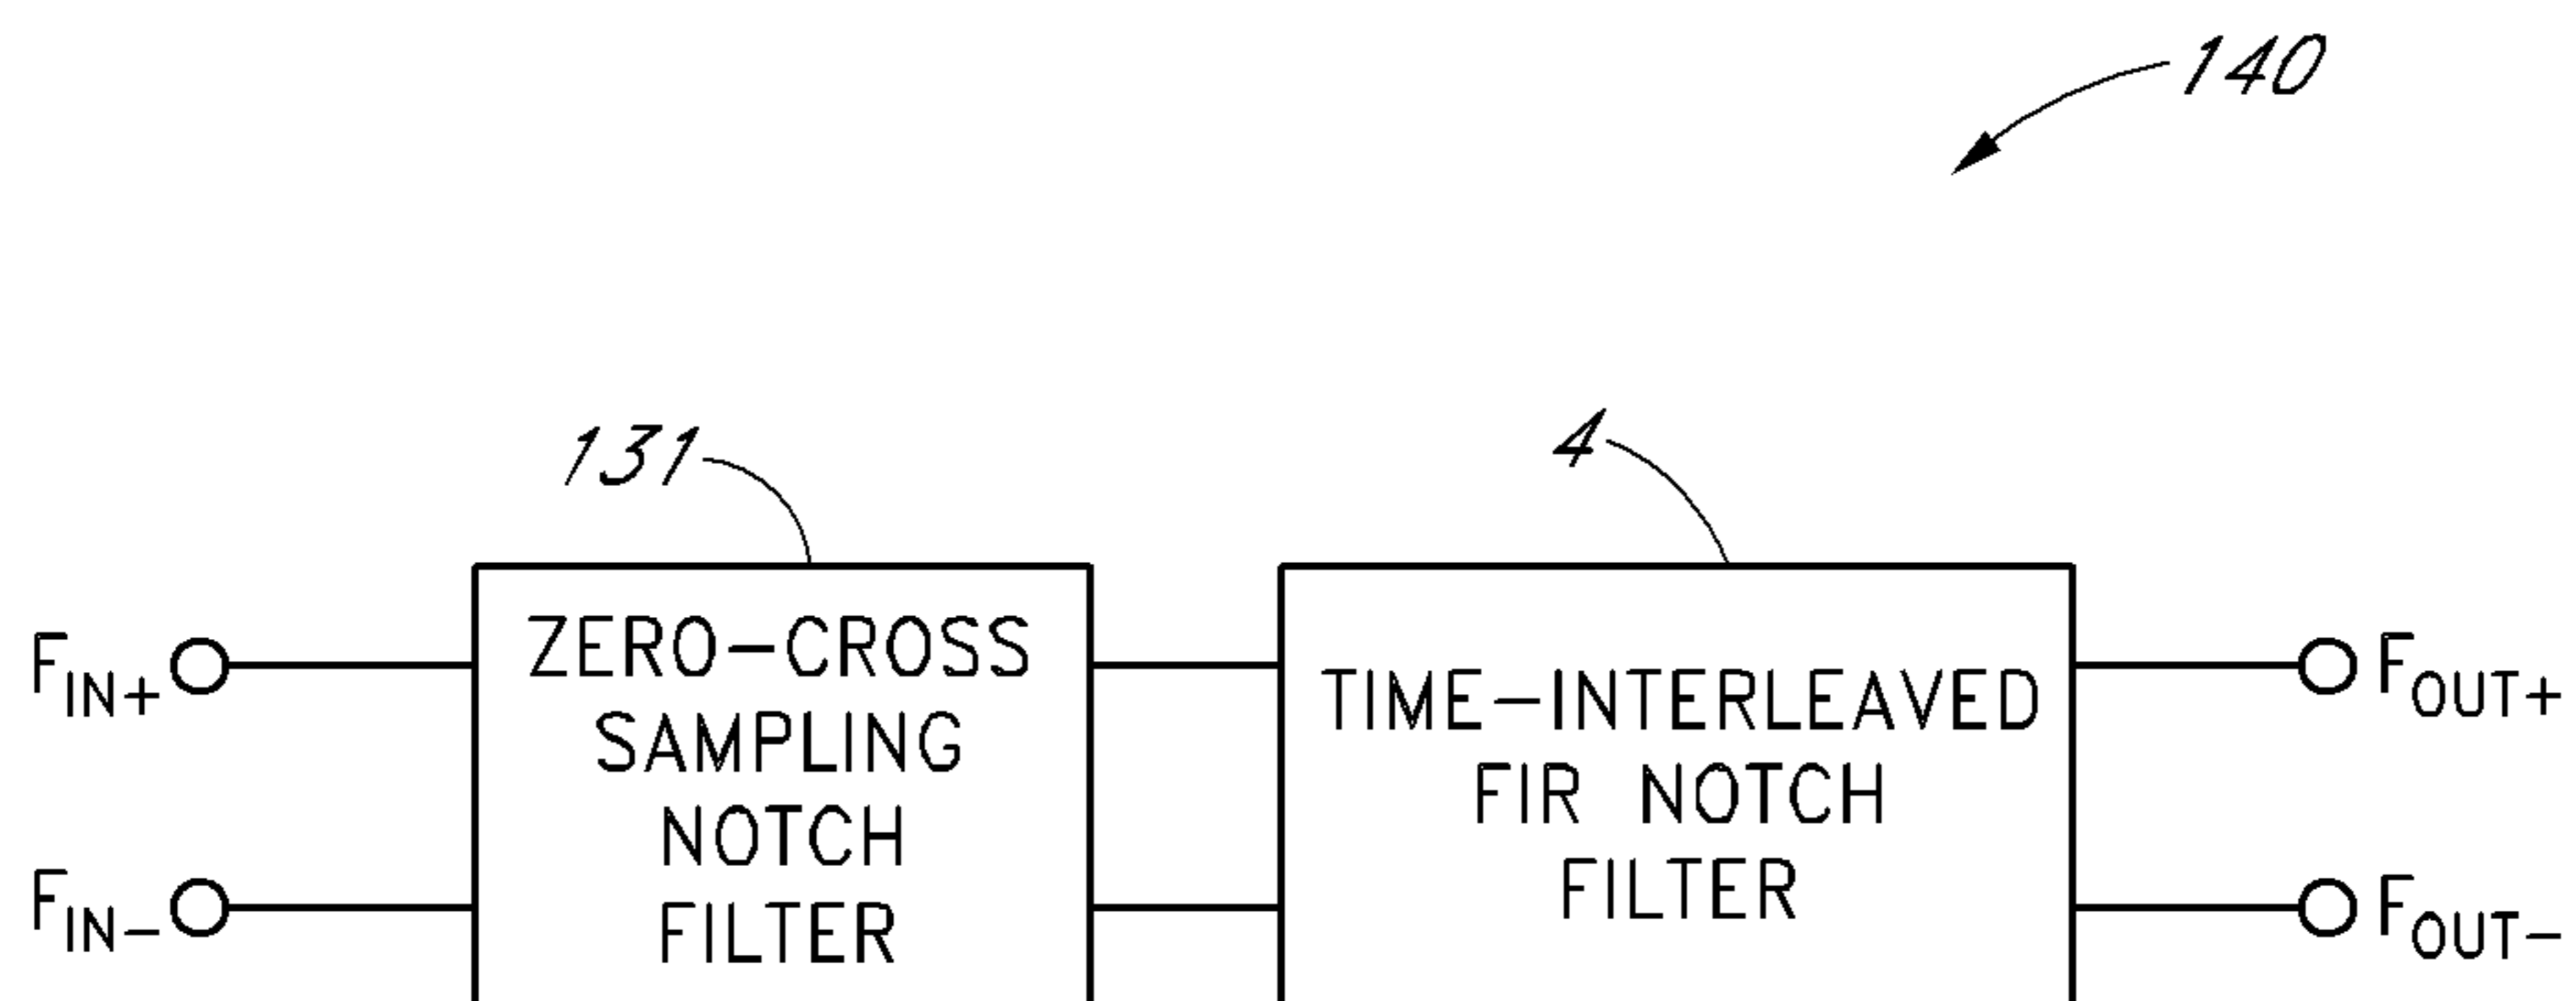 140
131
4
ZERO-CROSS
SAMPLING
NOTCH
FILTER
TIME-INTERLEAVED
FIR NOTCH
FILTER
FIN+
FIN-
FOUT+
FOUT-